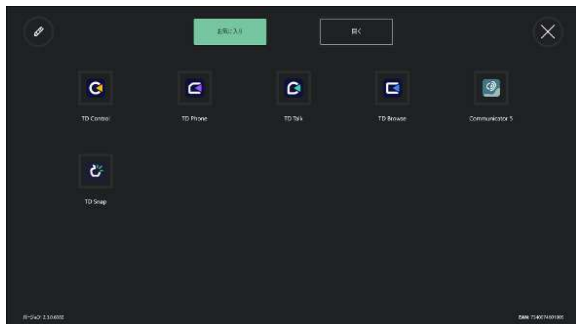 お気に入り
開く
TD Control
TD Phone
TD Talk
TD Browse
Communicator 5
TD Snap